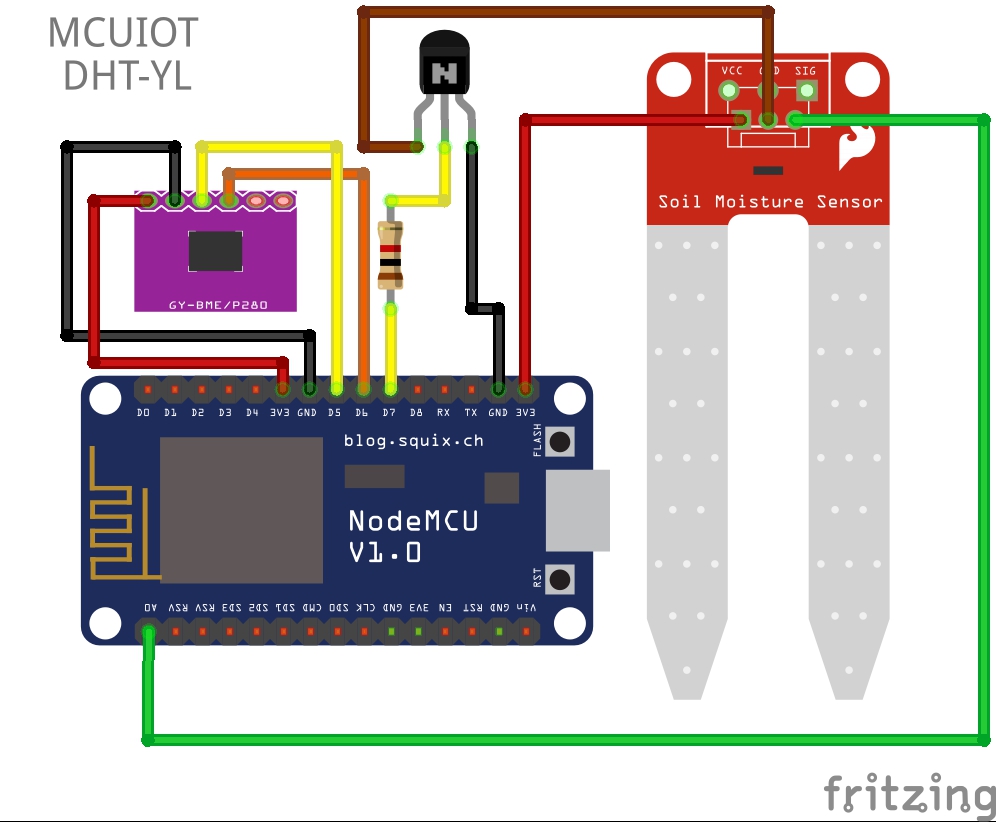 MCUIOT
DHT-YL
N
VCC GND SIG
Soil Moisture Sensor
GY-BME/P280
D0 D1 D2 D3 D4 3V3 GND D5 D6 D7 D8 RX TX GND 3V3
blog.squix.ch
FLASH
NodeMCU
V1.0
RST
A0 RSV RSV SD3 SD2 SD1 CMD SD0 CLK GND 3V3 EN RST GND Vin
fritzing